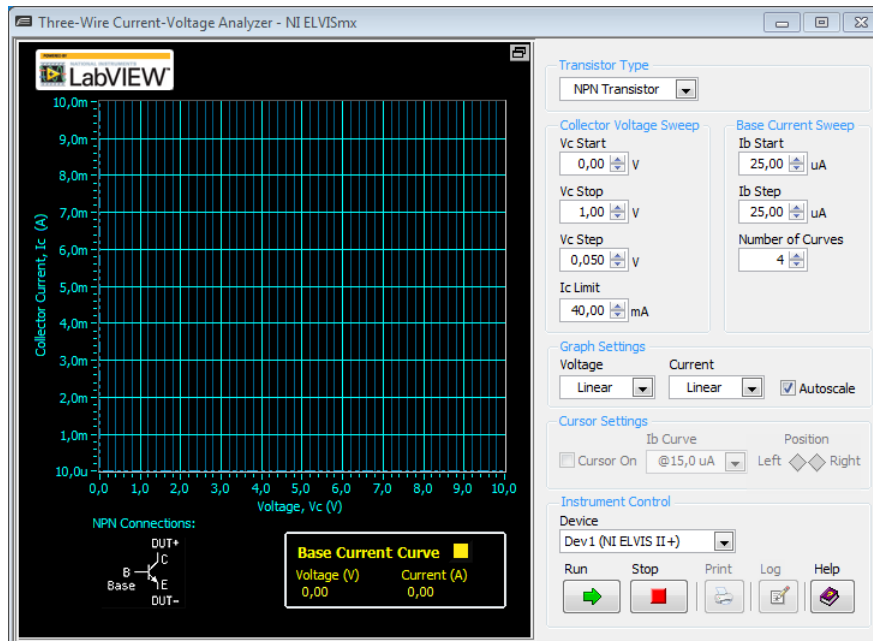 Three-Wire Current-Voltage Analyzer - NI ELVISmx
POWERED BY
NATIONAL INSTRUMENTS
LabVIEW™
Collector Current, Ic (A)
10,0m
9,0m
8,0m
7,0m
6,0m
5,0m
4,0m
3,0m
2,0m
1,0m
10,0u
0,0 1,0 2,0 3,0 4,0 5,0 6,0 7,0 8,0 9,0 10,0
Voltage, Vc (V)
NPN Connections:
DUT+
C
B
Base
E
DUT-
Base Current Curve
Voltage (V) Current (A)
0,00 0,00
Transistor Type
NPN Transistor
Collector Voltage Sweep
Vc Start
0,00 V
Vc Stop
1,00 V
Vc Step
0,050 V
Ic Limit
40,00 mA
Base Current Sweep
Ib Start
25,00 uA
Ib Step
25,00 uA
Number of Curves
4
Graph Settings
Voltage Current
Linear Linear Autoscale
Cursor Settings
Ib Curve Position
Cursor On @15,0 uA Left Right
Instrument Control
Device
Dev1 (NI ELVIS II+)
Run Stop Print Log Help